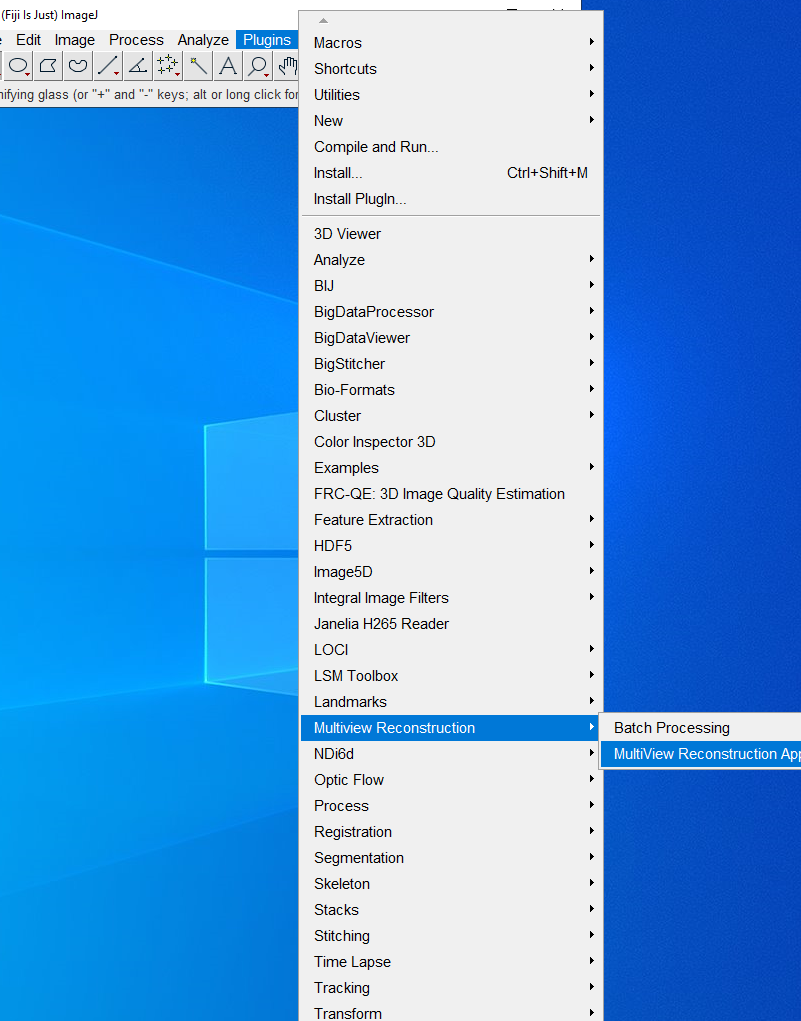 (Fiji Is Just) ImageJ
Edit Image Process Analyze Plugins
(or "+" and "-" keys; alt or long click for
glass
Macros
Shortcuts
Utilities
New
Compile and Run...
Install... Ctrl+Shift+M
Install PlugIn...
3D Viewer
Analyze
BIJ
BigDataProcessor
BigDataViewer
BigStitcher
Bio-Formats
Cluster
Color Inspector 3D
Examples
FRC-QE: 3D Image Quality Estimation
Feature Extraction
HDF5
Image5D
Integral Image Filters
Janelia H265 Reader
LOCI
LSM Toolbox
Landmarks
Multiview Reconstruction
Batch Processing
NDi6d
MultiView Reconstruction App
Optic Flow
Process
Registration
Segmentation
Skeleton
Stacks
Stitching
Time Lapse
Tracking
Transform